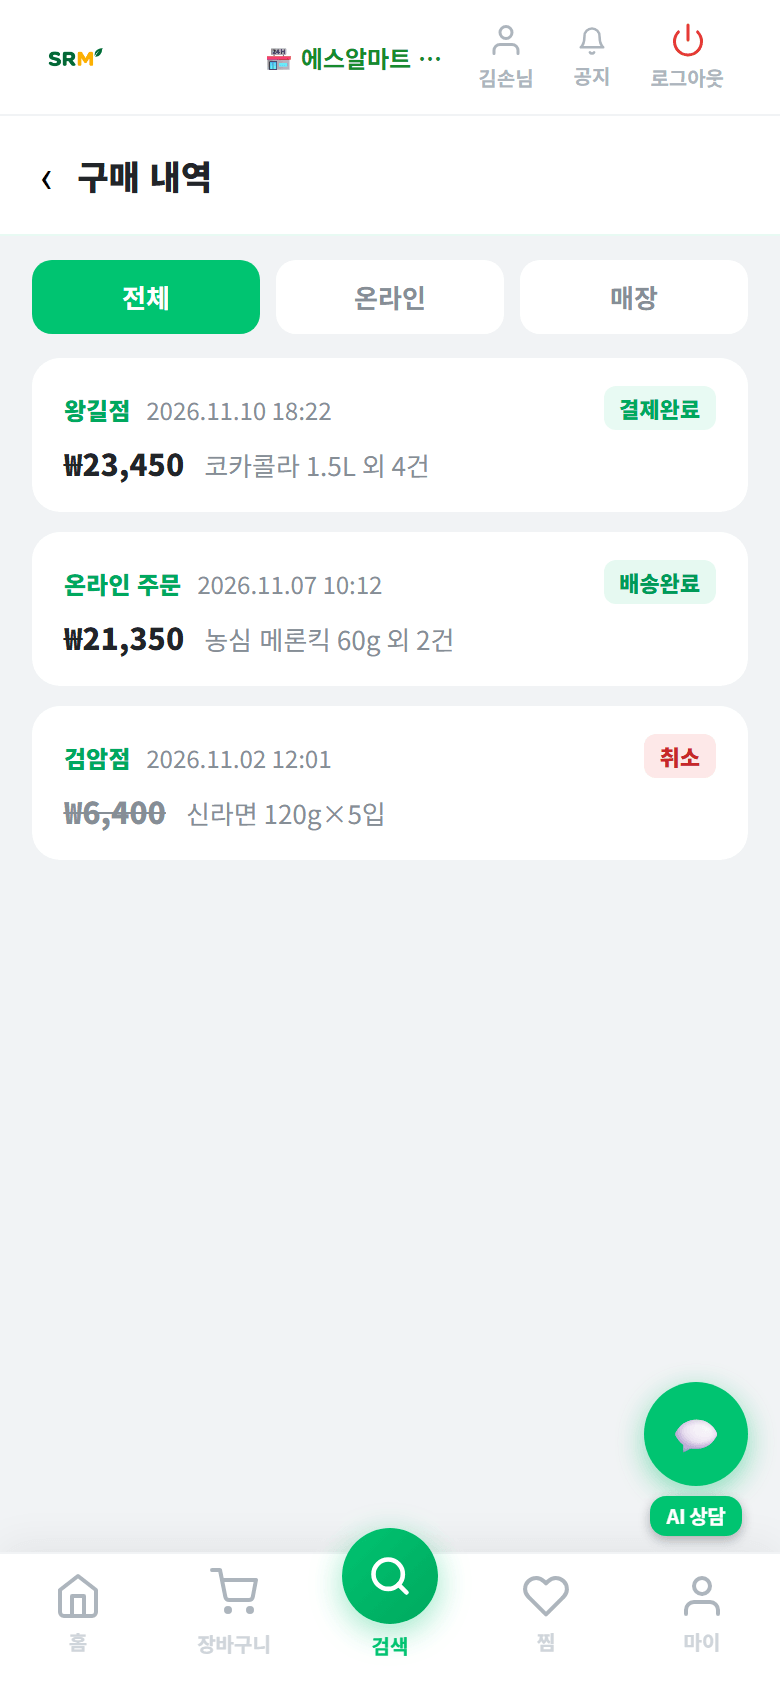 SRM
에스알마트 ···
김손님
공지
로그아웃
‹ 구매 내역
전체
온라인
매장
왕길점 2026.11.10 18:22
결제완료
₩23,450 코카콜라 1.5L 외 4건
온라인 주문 2026.11.07 10:12
배송완료
₩21,350 농심 메론킥 60g 외 2건
검암점 2026.11.02 12:01
취소
₩6,400 신라면 120g×5입
AI 상담
홈
장바구니
검색
찜
마이